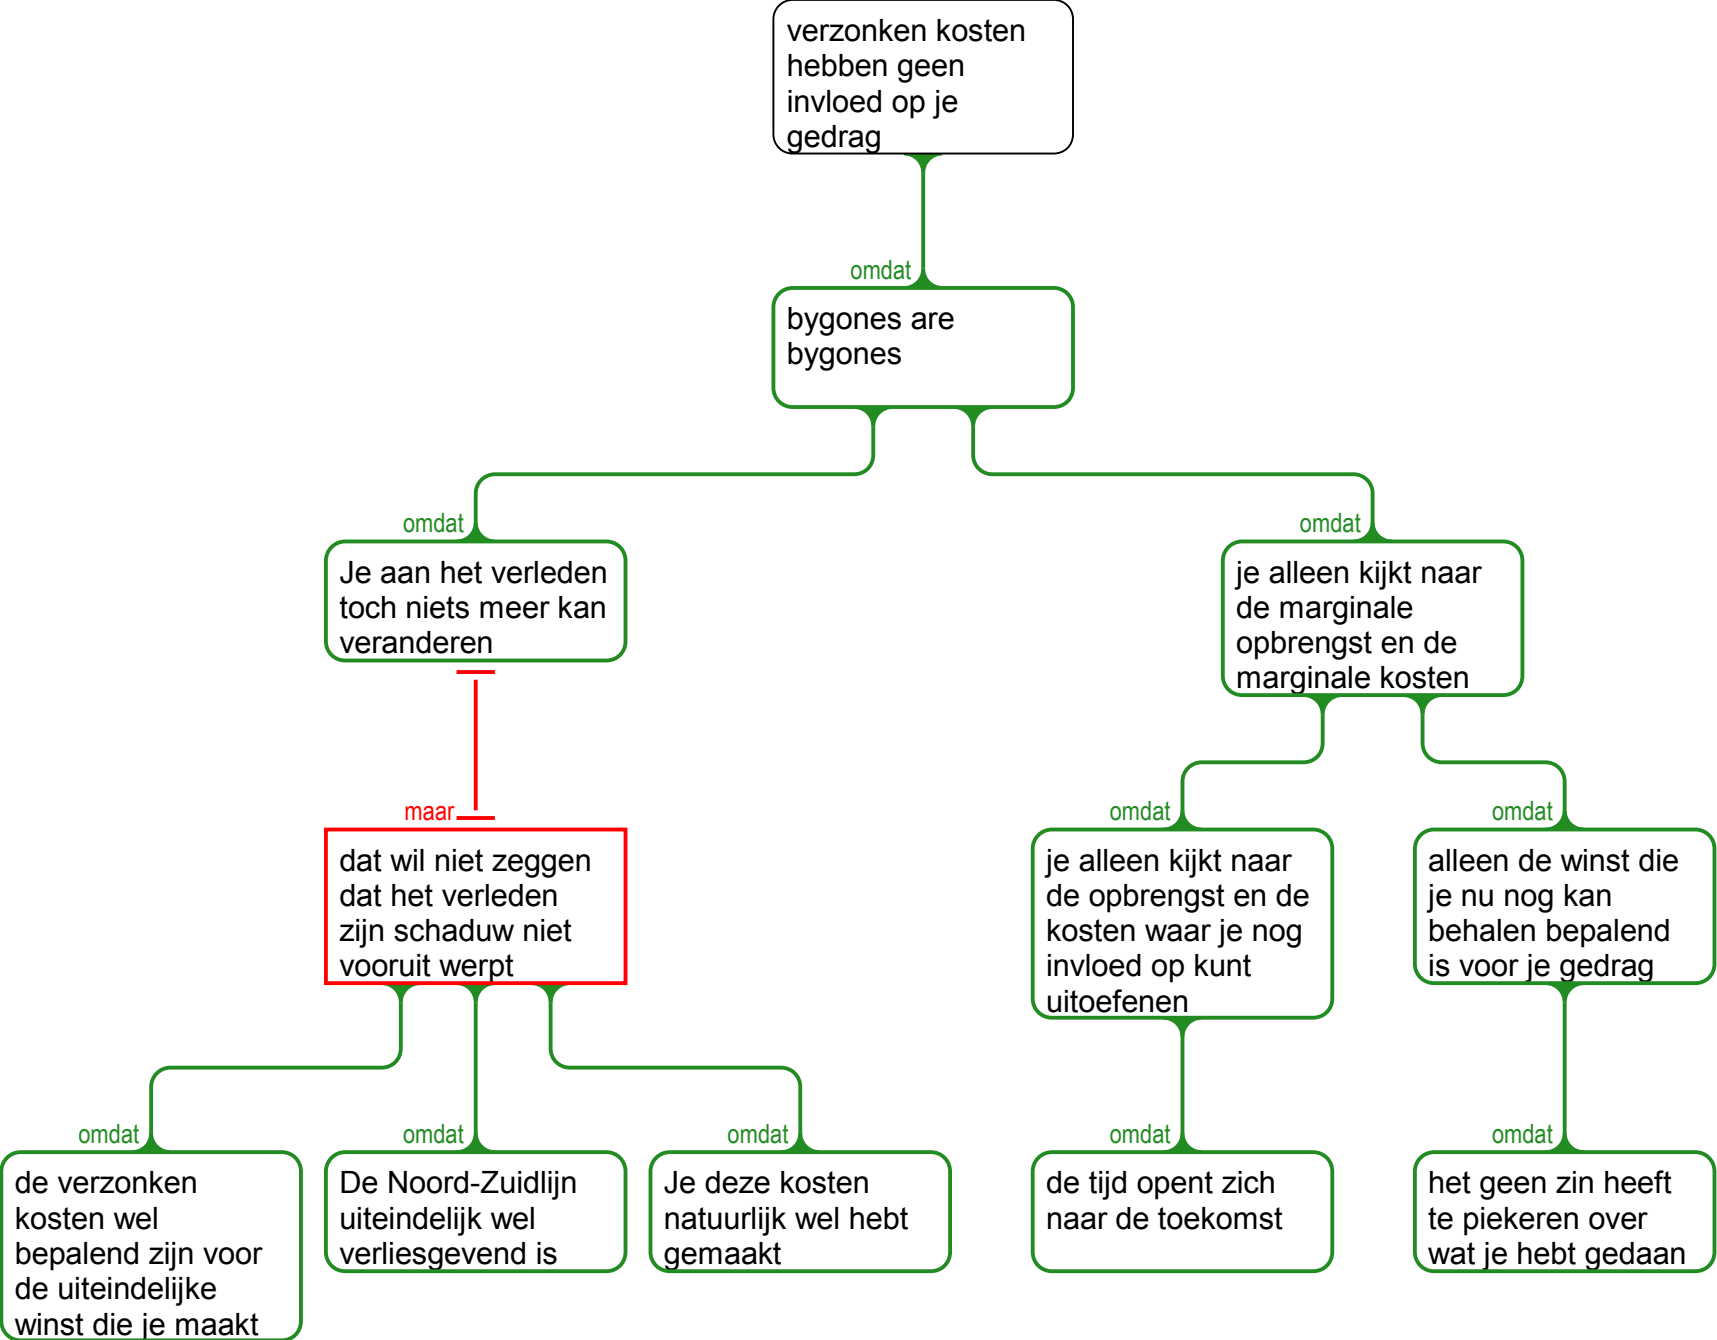 verzonken kosten
hebben geen
invloed op je
gedrag
omdat
bygones are
bygones
omdat
Je aan het verleden
toch niets meer kan
veranderen
omdat
je alleen kijkt naar
de marginale
opbrengst en de
marginale kosten
maar
dat wil niet zeggen
dat het verleden
zijn schaduw niet
vooruit werpt
omdat
je alleen kijkt naar
de opbrengst en de
kosten waar je nog
invloed op kunt
uitoefenen
omdat
alleen de winst die
je nu nog kan
behalen bepalend
is voor je gedrag
omdat
de verzonken
kosten wel
bepalend zijn voor
de uiteindelijke
winst die je maakt
omdat
De Noord-Zuidlijn
uiteindelijk wel
verliesgevend is
omdat
Je deze kosten
natuurlijk wel hebt
gemaakt
omdat
de tijd opent zich
naar de toekomst
omdat
het geen zin heeft
te piekeren over
wat je hebt gedaan